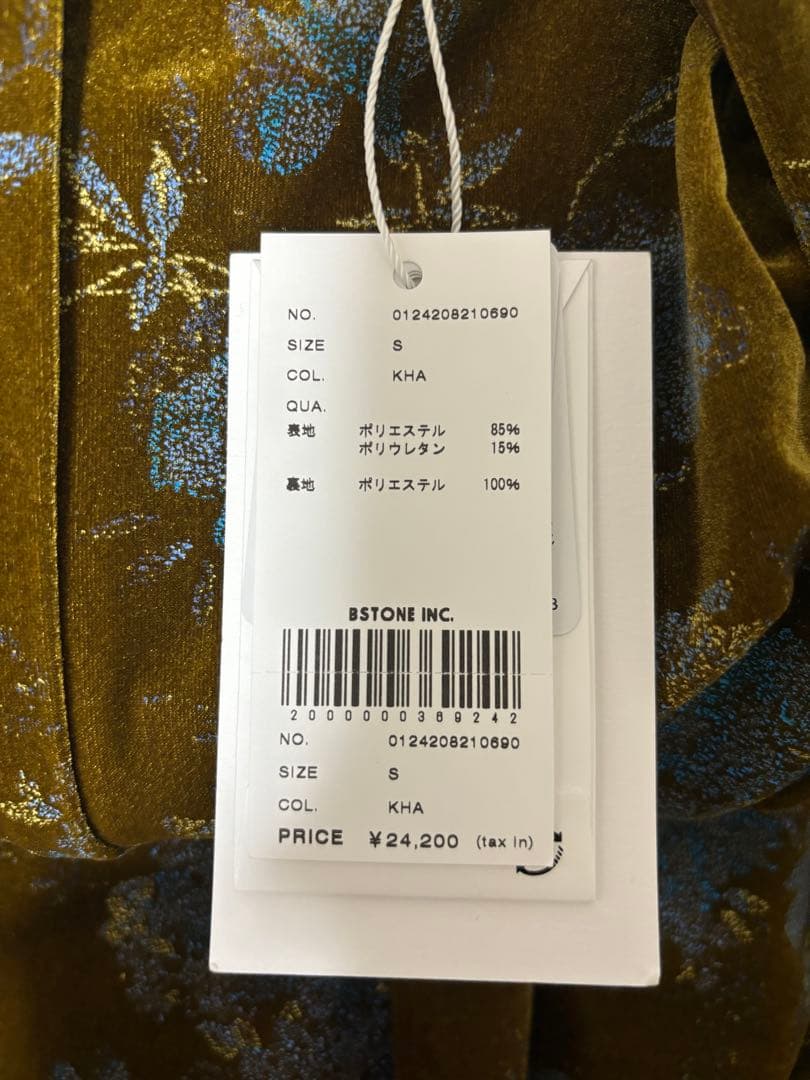 NO. 0124208210690
SIZE S
COL. KHA
QUA.
表地 ポリエステル 85%
ポリウレタン 15%
裏地 ポリエステル 100%
BSTONE INC.
2000000369242
NO. 0124208210690
SIZE S
COL. KHA
PRICE ¥24,200 (tax in)